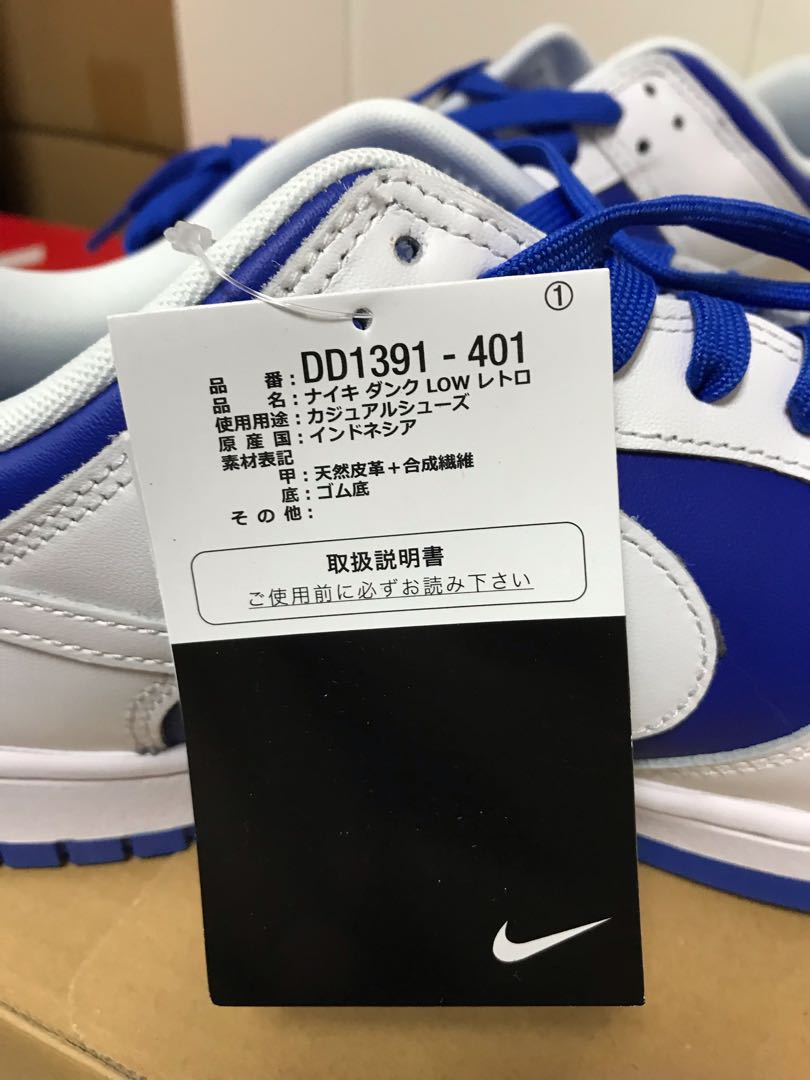 ①
品番：DD1391 - 401
品名：ナイキ ダンク LOW レトロ
使用用途：カジュアルシューズ
原産国：インドネシア
素材表記
甲：天然皮革＋合成繊維
底：ゴム底
その他：
取扱説明書
ご使用前に必ずお読み下さい